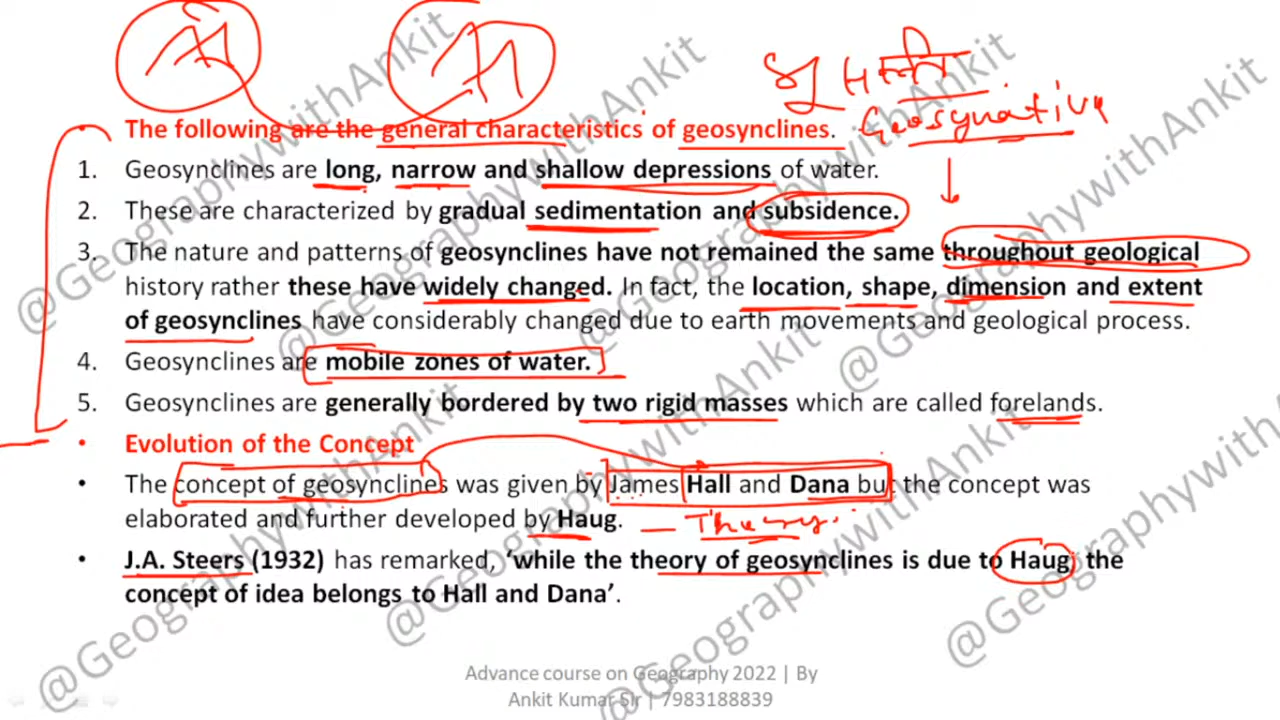 Geosynative
The following are the general characteristics of geosynclines.
1. Geosynclines are long, narrow and shallow depressions of water.
2. These are characterized by gradual sedimentation and subsidence.
3. The nature and patterns of geosynclines have not remained the same throughout geological
history rather these have widely changed. In fact, the location, shape, dimension and extent
of geosynclines have considerably changed due to earth movements and geological process.
4. Geosynclines are mobile zones of water.
5. Geosynclines are generally bordered by two rigid masses which are called forelands.
• Evolution of the Concept
• The concept of geosynclines was given by James Hall and Dana but the concept was
elaborated and further developed by Haug. — Theory.
• J.A. Steers (1932) has remarked, ‘while the theory of geosynclines is due to Haug the
concept of idea belongs to Hall and Dana’.
@GeographywithAnkit
Advance course on Geography 2022 | By
Ankit Kumar Sir | 7983188839